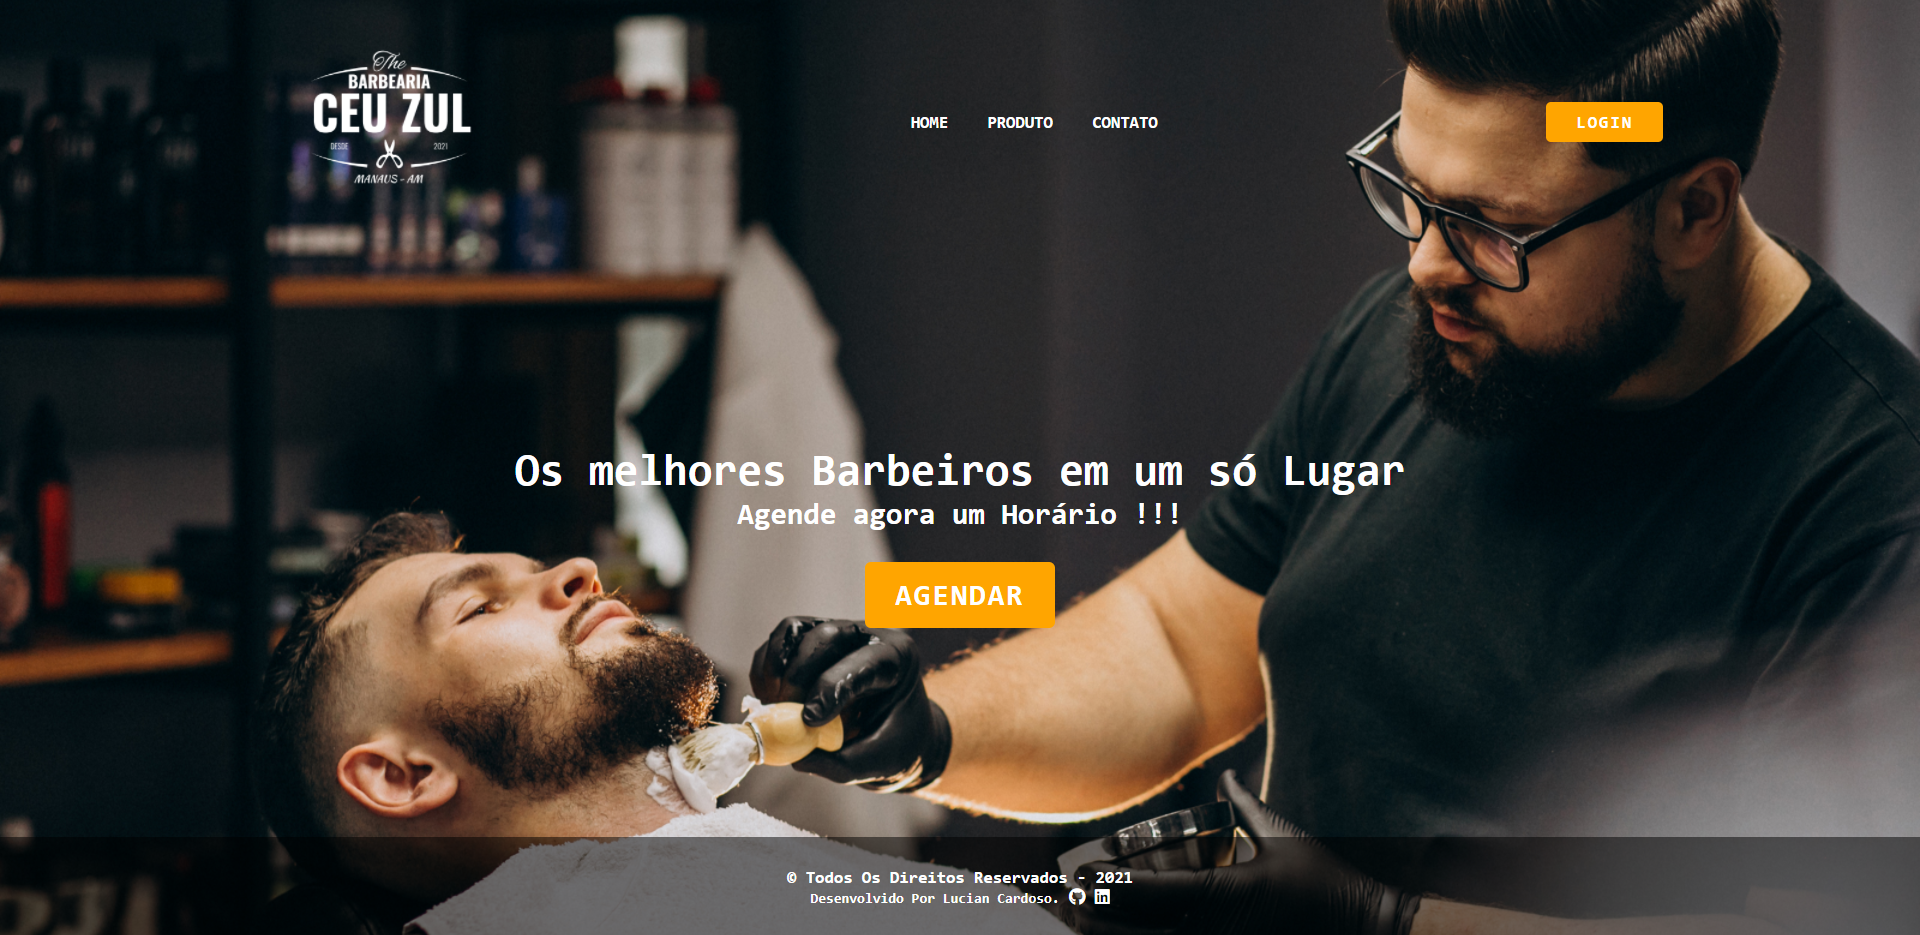 The
BARBEARIA
CEU ZUL
DESDE 2021
MANAUS - AM
HOME PRODUTO CONTATO
LOGIN
Os melhores Barbeiros em um só Lugar
Agende agora um Horário !!!
AGENDAR
© Todos Os Direitos Reservados - 2021
Desenvolvido Por Lucian Cardoso.